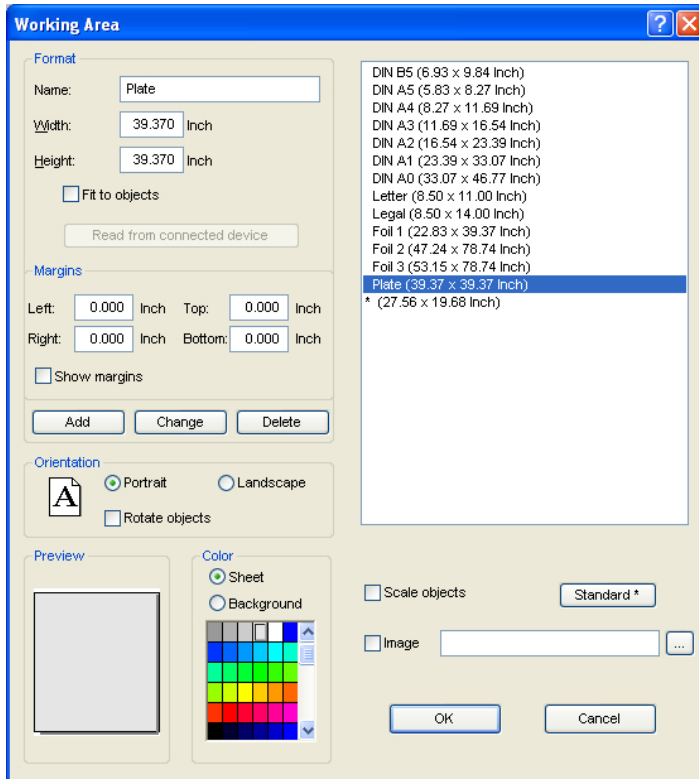 Working Area
Format
Name: Plate
Width: 39.370 Inch
Height: 39.370 Inch
Fit to objects
Read from connected device
Margins
Left: 0.000 Inch Top: 0.000 Inch
Right: 0.000 Inch Bottom: 0.000 Inch
Show margins
Add Change Delete
Orientation
A
Portrait Landscape
Rotate objects
Preview
Color
Sheet
Background
DIN B5 (6.93 x 9.84 Inch)
DIN A5 (5.83 x 8.27 Inch)
DIN A4 (8.27 x 11.69 Inch)
DIN A3 (11.69 x 16.54 Inch)
DIN A2 (16.54 x 23.39 Inch)
DIN A1 (23.39 x 33.07 Inch)
DIN A0 (33.07 x 46.77 Inch)
Letter (8.50 x 11.00 Inch)
Legal (8.50 x 14.00 Inch)
Foil 1 (22.83 x 39.37 Inch)
Foil 2 (47.24 x 78.74 Inch)
Foil 3 (53.15 x 78.74 Inch)
Plate (39.37 x 39.37 Inch)
* (27.56 x 19.68 Inch)
Scale objects Standard *
Image ...
OK Cancel